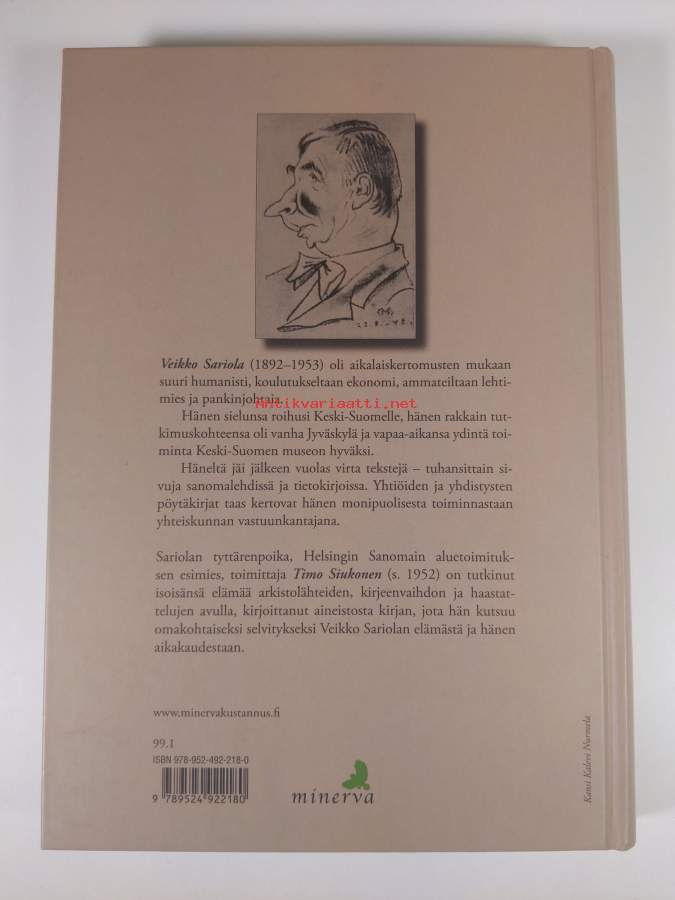 Veikko Sariola (1892–1953) oli aikalaiskertomusten mukaan
suuri humanisti, koulutukseltaan ekonomi, ammateiltaan lehti-
mies ja pankinjohtaja.
Antikvariaatti.net
Hänen sielunsa roihusi Keski-Suomelle, hänen rakkain tut-
kimuskohteensa oli vanha Jyväskylä ja vapaa-aikansa ydintä toi-
minta Keski-Suomen museon hyväksi.
Häneltä jäi jälkeen vuolas virta tekstejä – tuhansittain si-
vuja sanomalehdissä ja tietokirjoissa. Yhtiöiden ja yhdistysten
pöytäkirjat taas kertovat hänen monipuolisesta toiminnastaan
yhteiskunnan vastuunkantajana.
Sariolan tyttärenpoika, Helsingin Sanomain aluetoimituk-
sen esimies, toimittaja Timo Siukonen (s. 1952) on tutkinut
isoisänsä elämää arkistolähteiden, kirjeenvaihdon ja haastat-
telujen avulla, kirjoittanut aineistosta kirjan, jota hän kutsuu
omakohtaiseksi selvitykseksi Veikko Sariolan elämästä ja hänen
aikakaudestaan.
www.minervakustannus.fi
99.1
ISBN 978-952-492-218-0
9 789524 922180
minerva
Kansi Kalevi Nurmela